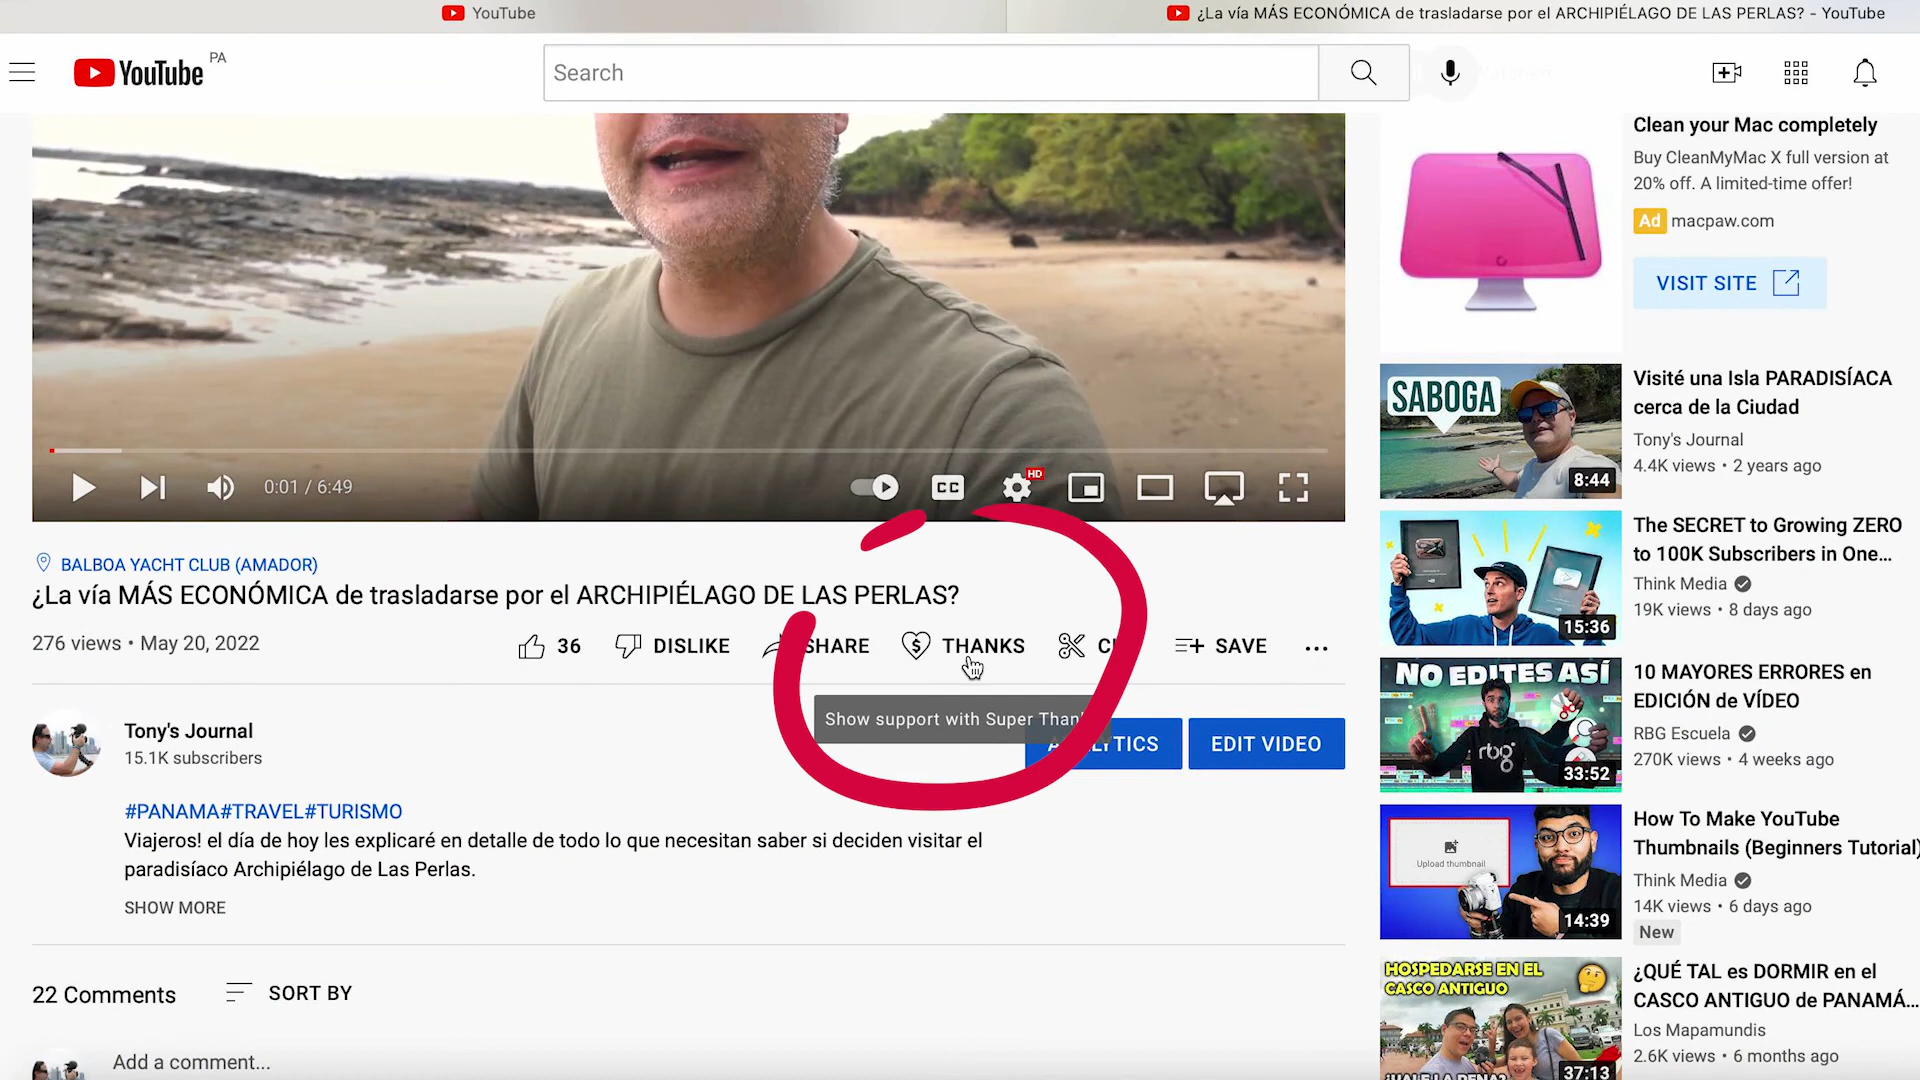 YouTube
¿La vía MÁS ECONÓMICA de trasladarse por el ARCHIPIÉLAGO DE LAS PERLAS? - YouTube
YouTube PA
Search
0:01 / 6:49
CC
HD
BALBOA YACHT CLUB (AMADOR)
¿La vía MÁS ECONÓMICA de trasladarse por el ARCHIPIÉLAGO DE LAS PERLAS?
276 views • May 20, 2022
36
DISLIKE
SHARE
THANKS
SAVE
Show support with Super
EDIT VIDEO
Tony's Journal
15.1K subscribers
#PANAMA#TRAVEL#TURISMO
Viajeros! el día de hoy les explicaré en detalle de todo lo que necesitan saber si deciden visitar el
paradisíaco Archipiélago de Las Perlas.
SHOW MORE
22 Comments
SORT BY
Add a comment...
Clean your Mac completely
Buy CleanMyMac X full version at
20% off. A limited-time offer!
Ad macpaw.com
VISIT SITE
SABOGA
8:44
Visité una Isla PARADISÍACA
cerca de la Ciudad
Tony's Journal
4.4K views • 2 years ago
15:36
The SECRET to Growing ZERO
to 100K Subscribers in One...
Think Media
19K views • 8 days ago
NO EDITES ASÍ
rbg
33:52
10 MAYORES ERRORES en
EDICIÓN de VÍDEO
RBG Escuela
270K views • 4 weeks ago
Upload thumbnail
14:39
How To Make YouTube
Thumbnails (Beginners Tutorial)
Think Media
14K views • 6 days ago
New
HOSPEDARSE EN EL
CASCO ANTIGUO
37:13
¿QUÉ TAL es DORMIR en el
CASCO ANTIGUO de PANAMÁ...
Los Mapamundis
2.6K views • 6 months ago